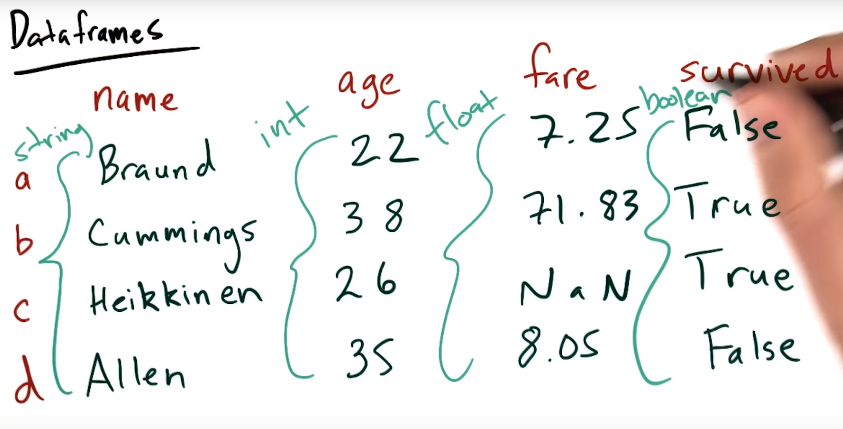 Dataframes
name age fare survived
string int float boolean
a Braund 22 7.25 False
b Cummings 38 71.83 True
c Heikkinen 26 NaN True
d Allen 35 8.05 False